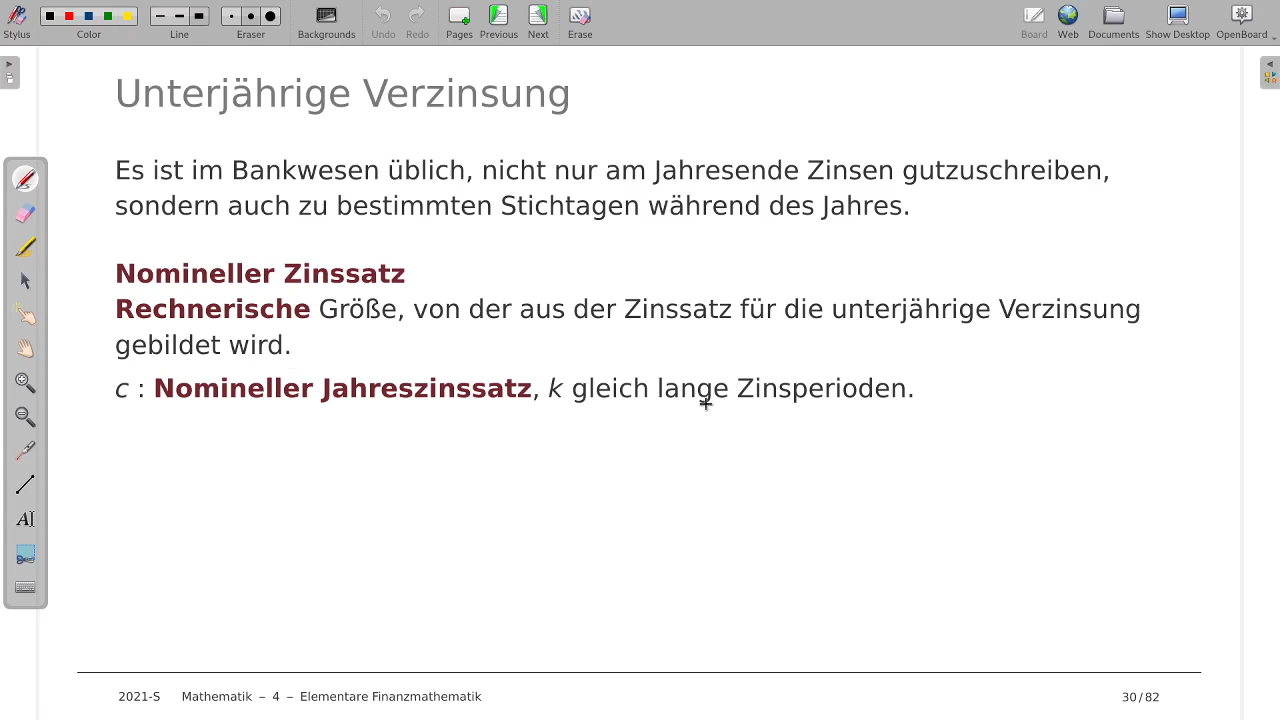 Stylus
Color
Line
Eraser
Backgrounds
Undo
Redo
Pages
Previous
Next
Erase
Board
Web
Documents
Show Desktop
OpenBoard
Unterjährige Verzinsung
Es ist im Bankwesen üblich, nicht nur am Jahresende Zinsen gutzuschreiben,
sondern auch zu bestimmten Stichtagen während des Jahres.
Nomineller Zinssatz
Rechnerische Größe, von der aus der Zinssatz für die unterjährige Verzinsung
gebildet wird.
c : Nomineller Jahreszinssatz, k gleich lange Zinsperioden.
AI
2021-S Mathematik – 4 – Elementare Finanzmathematik
30/82